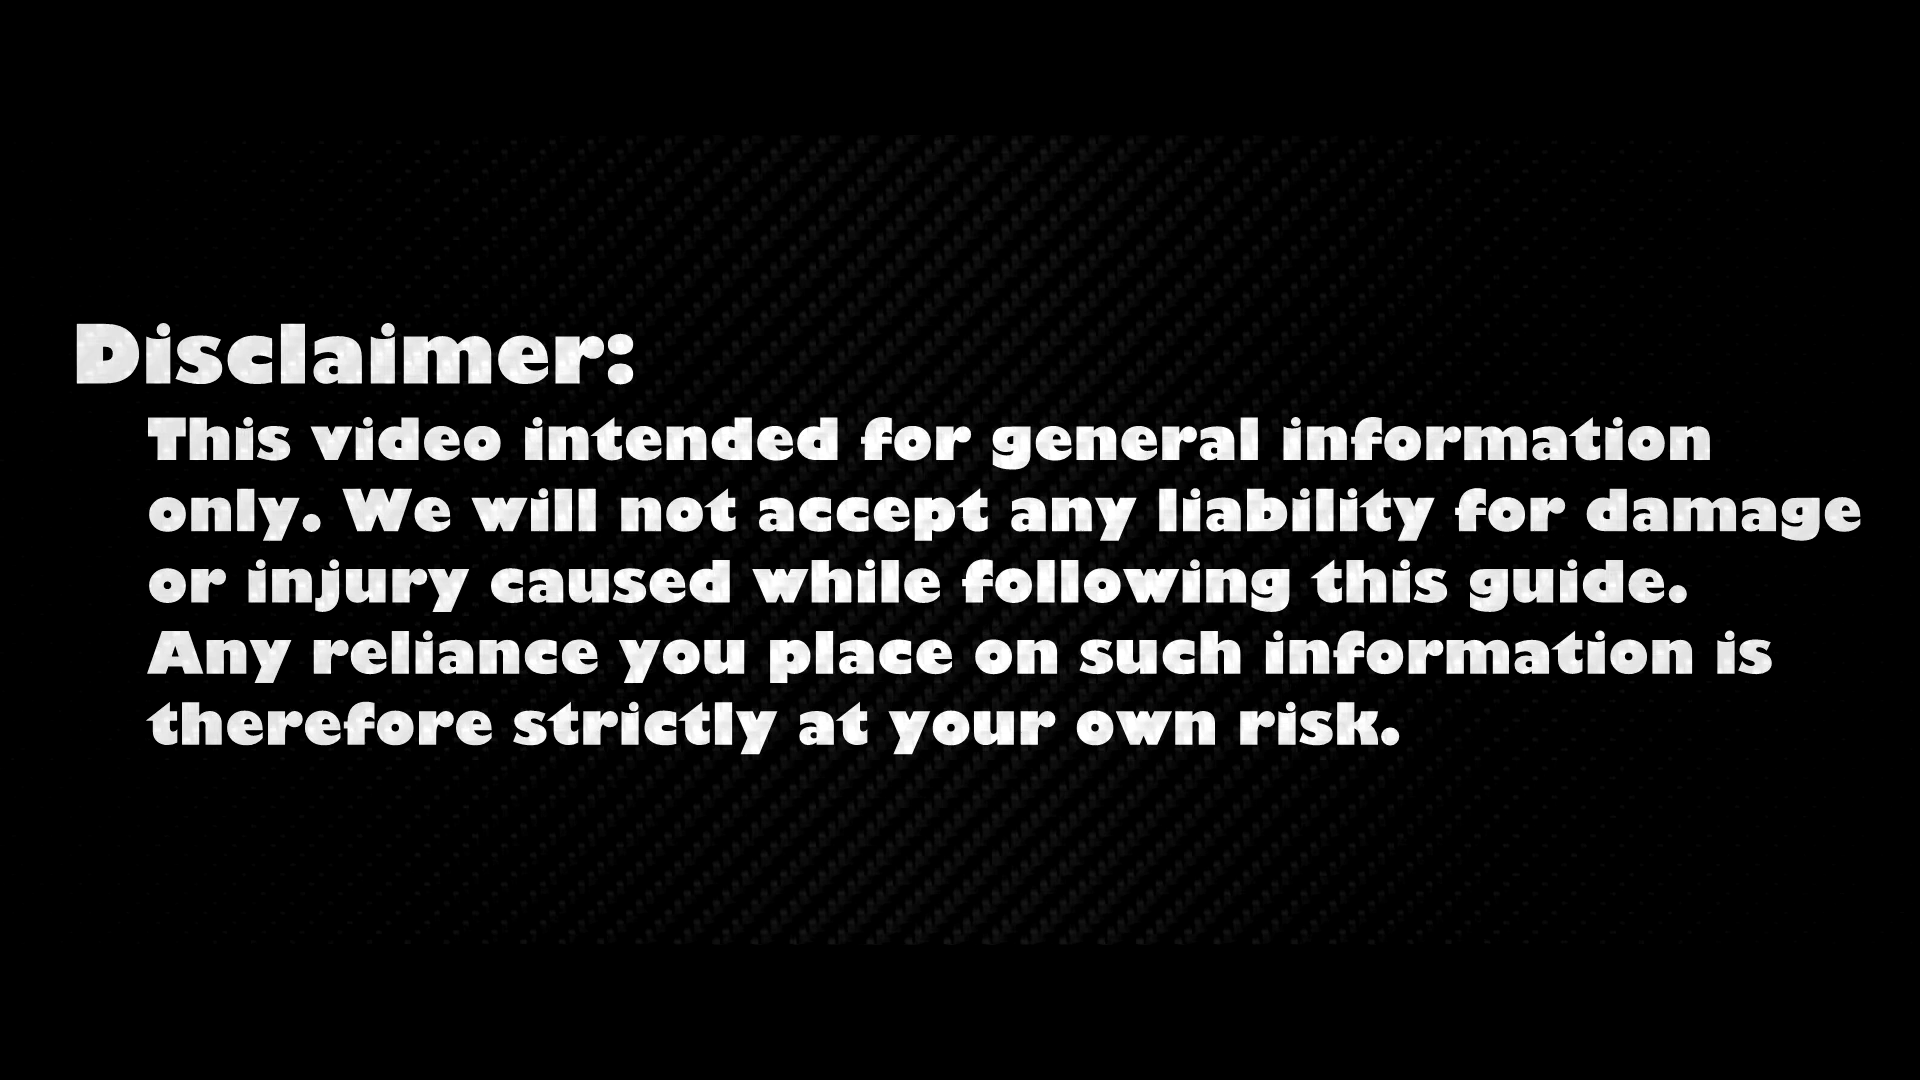 Disclaimer:
This video intended for general information
only. We will not accept any liability for damage
or injury caused while following this guide.
Any reliance you place on such information is
therefore strictly at your own risk.